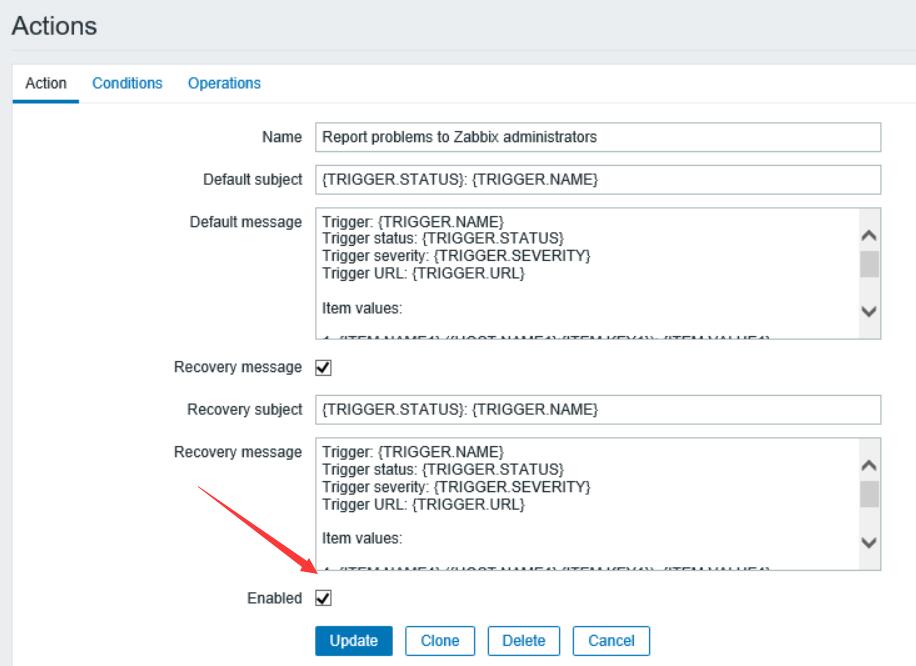 Actions
Action Conditions Operations
Name Report problems to Zabbix administrators
Default subject {TRIGGER.STATUS}: {TRIGGER.NAME}
Default message Trigger: {TRIGGER.NAME}
Trigger status: {TRIGGER.STATUS}
Trigger severity: {TRIGGER.SEVERITY}
Trigger URL: {TRIGGER.URL}
Item values:
Recovery message
Recovery subject {TRIGGER.STATUS}: {TRIGGER.NAME}
Recovery message Trigger: {TRIGGER.NAME}
Trigger status: {TRIGGER.STATUS}
Trigger severity: {TRIGGER.SEVERITY}
Trigger URL: {TRIGGER.URL}
Item values:
Enabled
Update Clone Delete Cancel